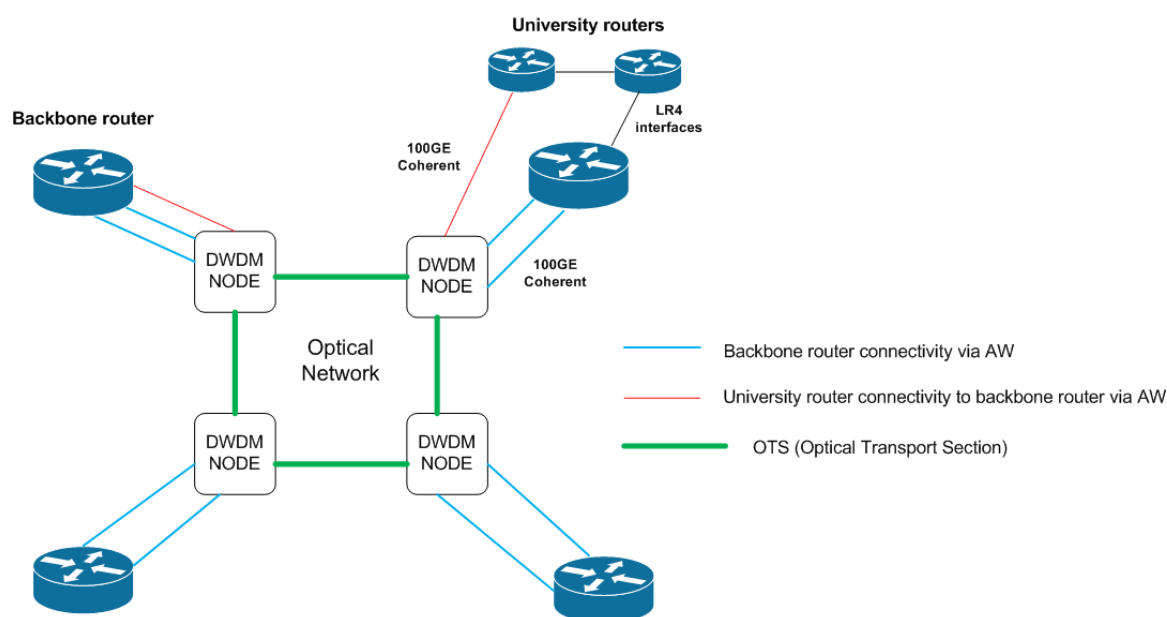 University routers
Backbone router
LR4
interfaces
100GE
Coherent
DWDM
NODE
DWDM
NODE
100GE
Coherent
Optical
Network
Backbone router connectivity via AW
University router connectivity to backbone router via AW
OTS (Optical Transport Section)
DWDM
NODE
DWDM
NODE